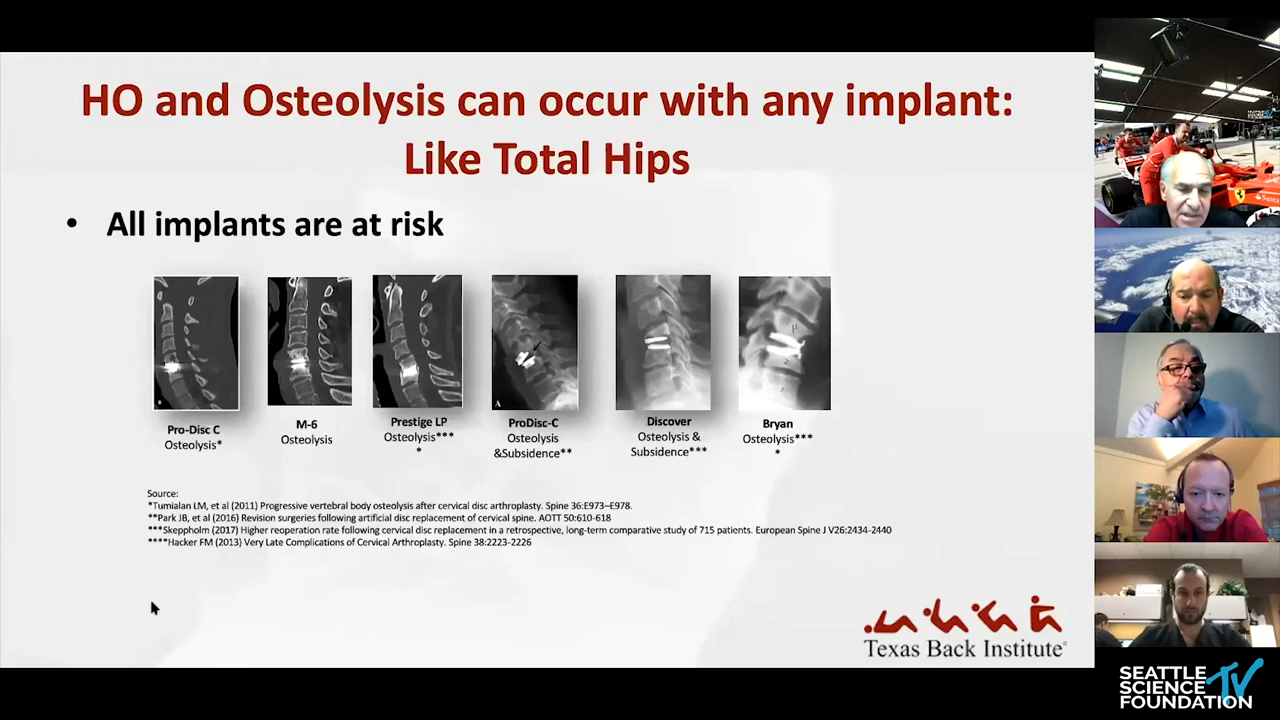 HO and Osteolysis can occur with any implant:
Like Total Hips
• All implants are at risk
Pro-Disc C
Osteolysis*
M-6
Osteolysis
Prestige LP
Osteolysis***
*
ProDisc-C
Osteolysis
&Subsidence**
Discover
Osteolysis &
Subsidence***
Bryan
Osteolysis***
*
A
Source:
*Tumialan LM, et al (2011) Progressive vertebral body osteolysis after cervical disc arthroplasty. Spine 36:E973–E978.
**Park JB, et al (2016) Revision surgeries following artificial disc replacement of cervical spine. AOTT 50:610-618
***Skeppholm (2017) Higher reoperation rate following cervical disc replacement in a retrospective, long-term comparative study of 715 patients. European Spine J V26:2434-2440
****Hacker FM (2013) Very Late Complications of Cervical Arthroplasty. Spine 38:2223-2226
Texas Back Institute®
SEATTLE
SCIENCE
FOUNDATION
TV